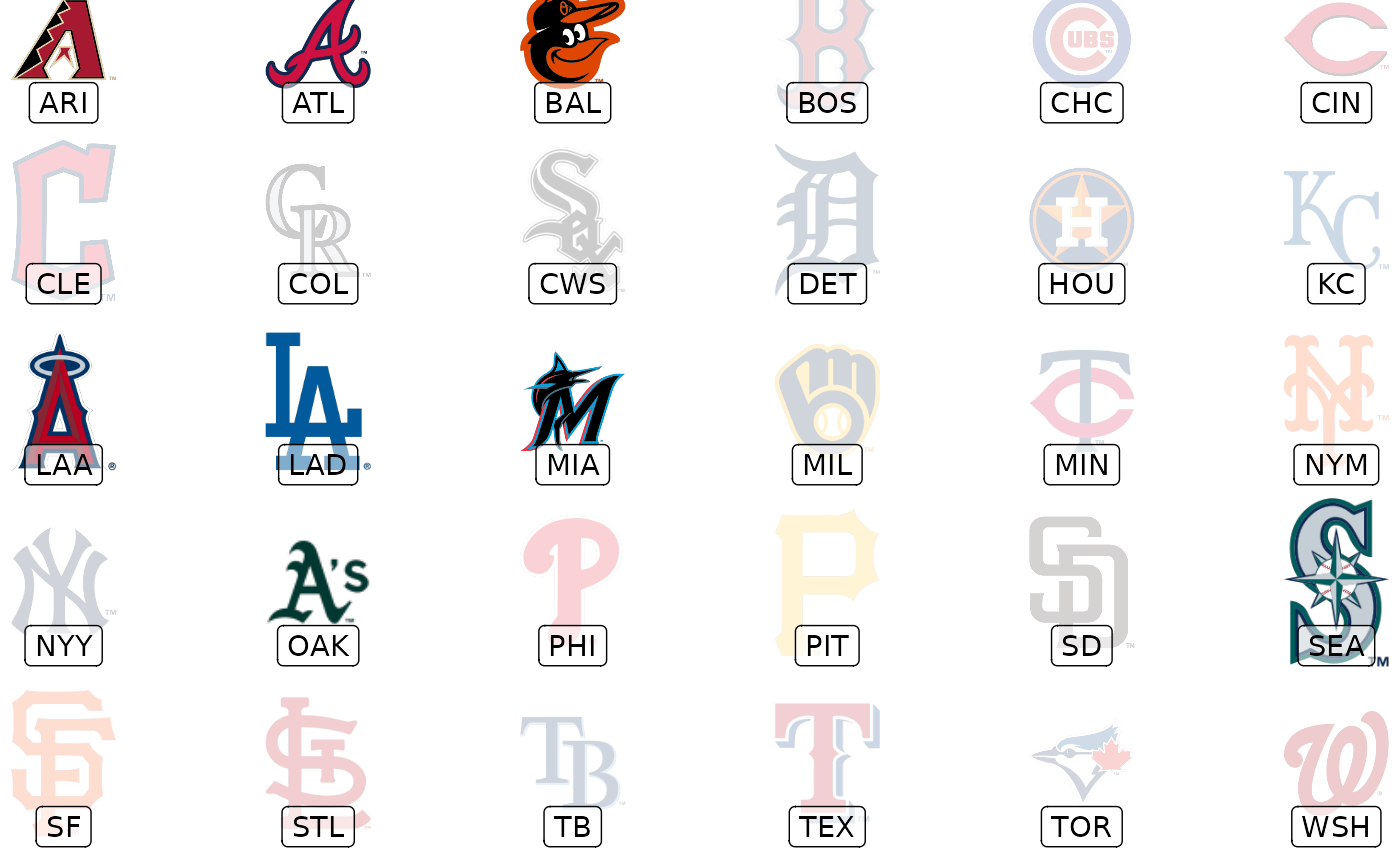 ARI ATL BAL BOS CHC CIN
CLE COL CWS DET HOU KC
LAA LAD MIA MIL MIN NYM
NYY OAK PHI PIT SD SEA
SF STL TB TEX TOR WSH